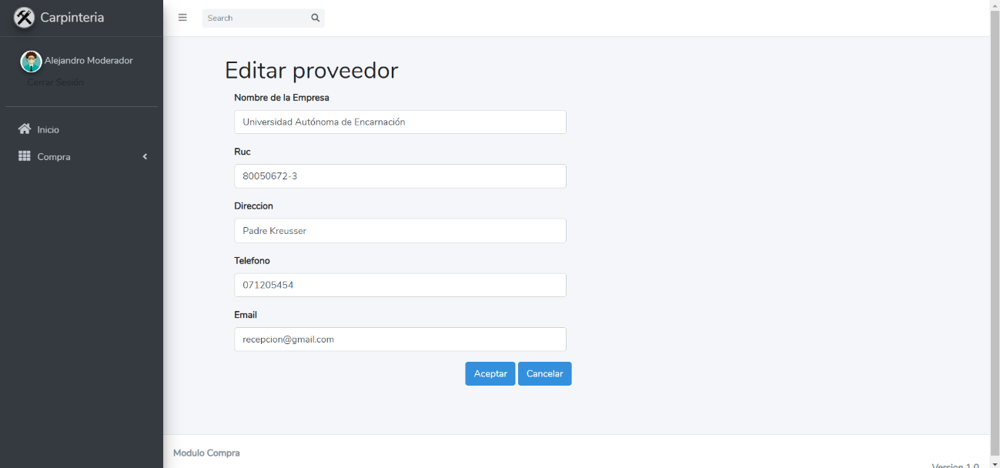 Carpinteria
Search
Alejandro Moderador
Cerrar Sesión
Inicio
Compra
Editar proveedor
Nombre de la Empresa
Universidad Autónoma de Encarnación
Ruc
80050672-3
Direccion
Padre Kreusser
Telefono
071205454
Email
recepcion@gmail.com
Aceptar Cancelar
Modulo Compra
Version 1.0